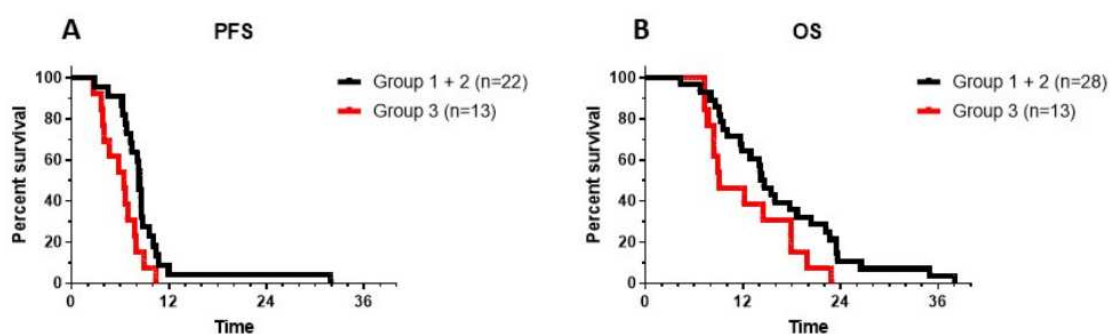 A PFS
Percent survival
100
80
60
40
20
0
0 12 24 36
Time
Group 1 + 2 (n=22)
Group 3 (n=13)
B OS
Percent survival
100
80
60
40
20
0
0 12 24 36
Time
Group 1 + 2 (n=28)
Group 3 (n=13)